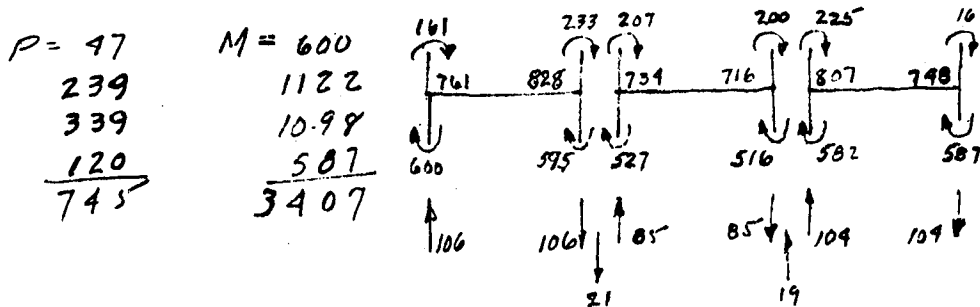 P = 47 M = 600
239 1122
339 10.98
120 587
745 3407
161 233 207 200 225 16
761 828 734 716 807 748
600 595 527 516 582 587
106 106 85 85 104 104
21 19